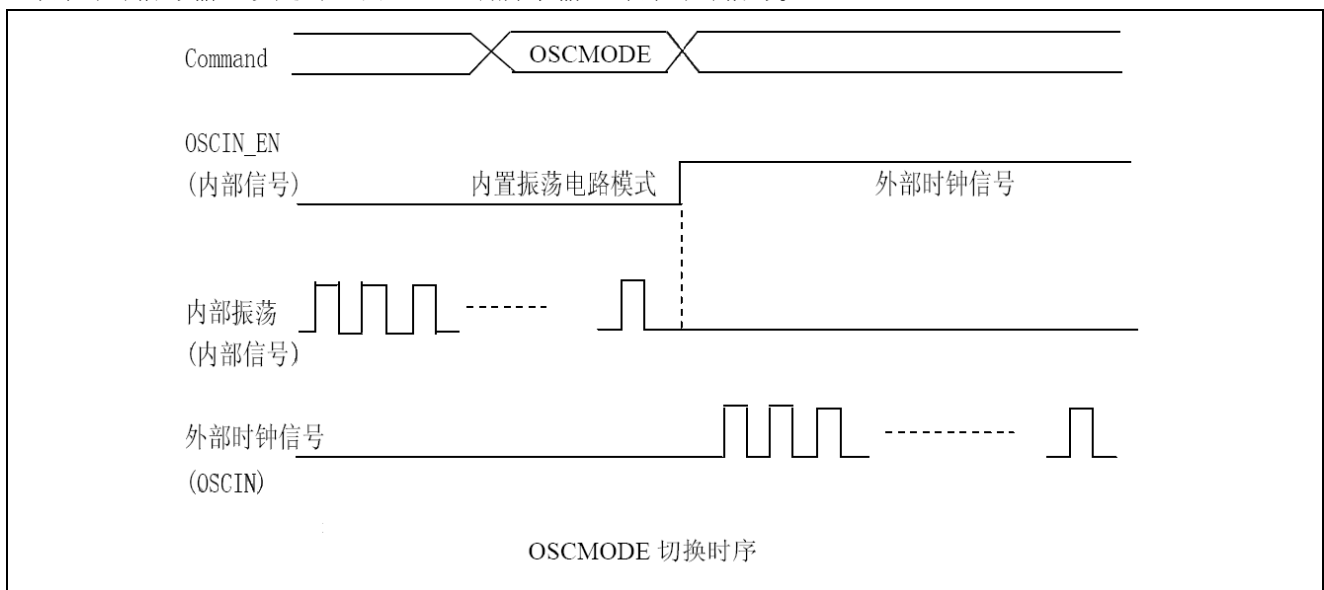 Command
OSCMODE
OSCIN_EN
(内部信号)
内置振荡电路模式
外部时钟信号
内部振荡
(内部信号)
外部时钟信号
(OSCIN)
OSCMODE 切换时序